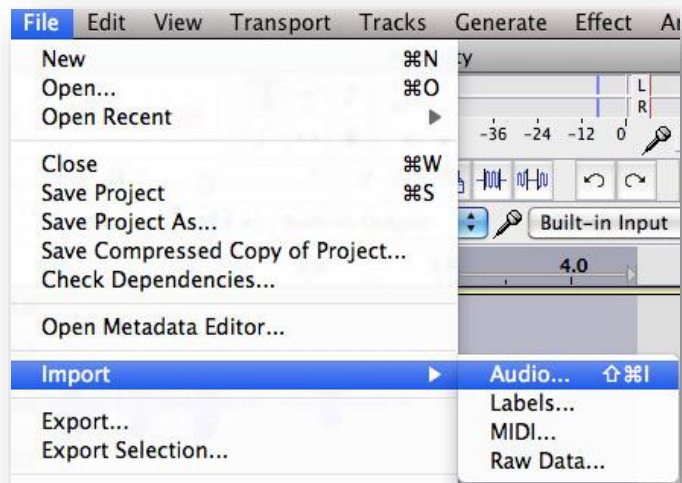 File Edit View Transport Tracks Generate Effect
New ⌘N
Open... ⌘O
Open Recent
Close ⌘W
Save Project ⌘S
Save Project As...
Save Compressed Copy of Project...
Check Dependencies...
Open Metadata Editor...
Import
Export...
Export Selection...
L
R
-36 -24 -12 0
Built-in Input
4.0
Audio... ⇧⌘I
Labels...
MIDI...
Raw Data...